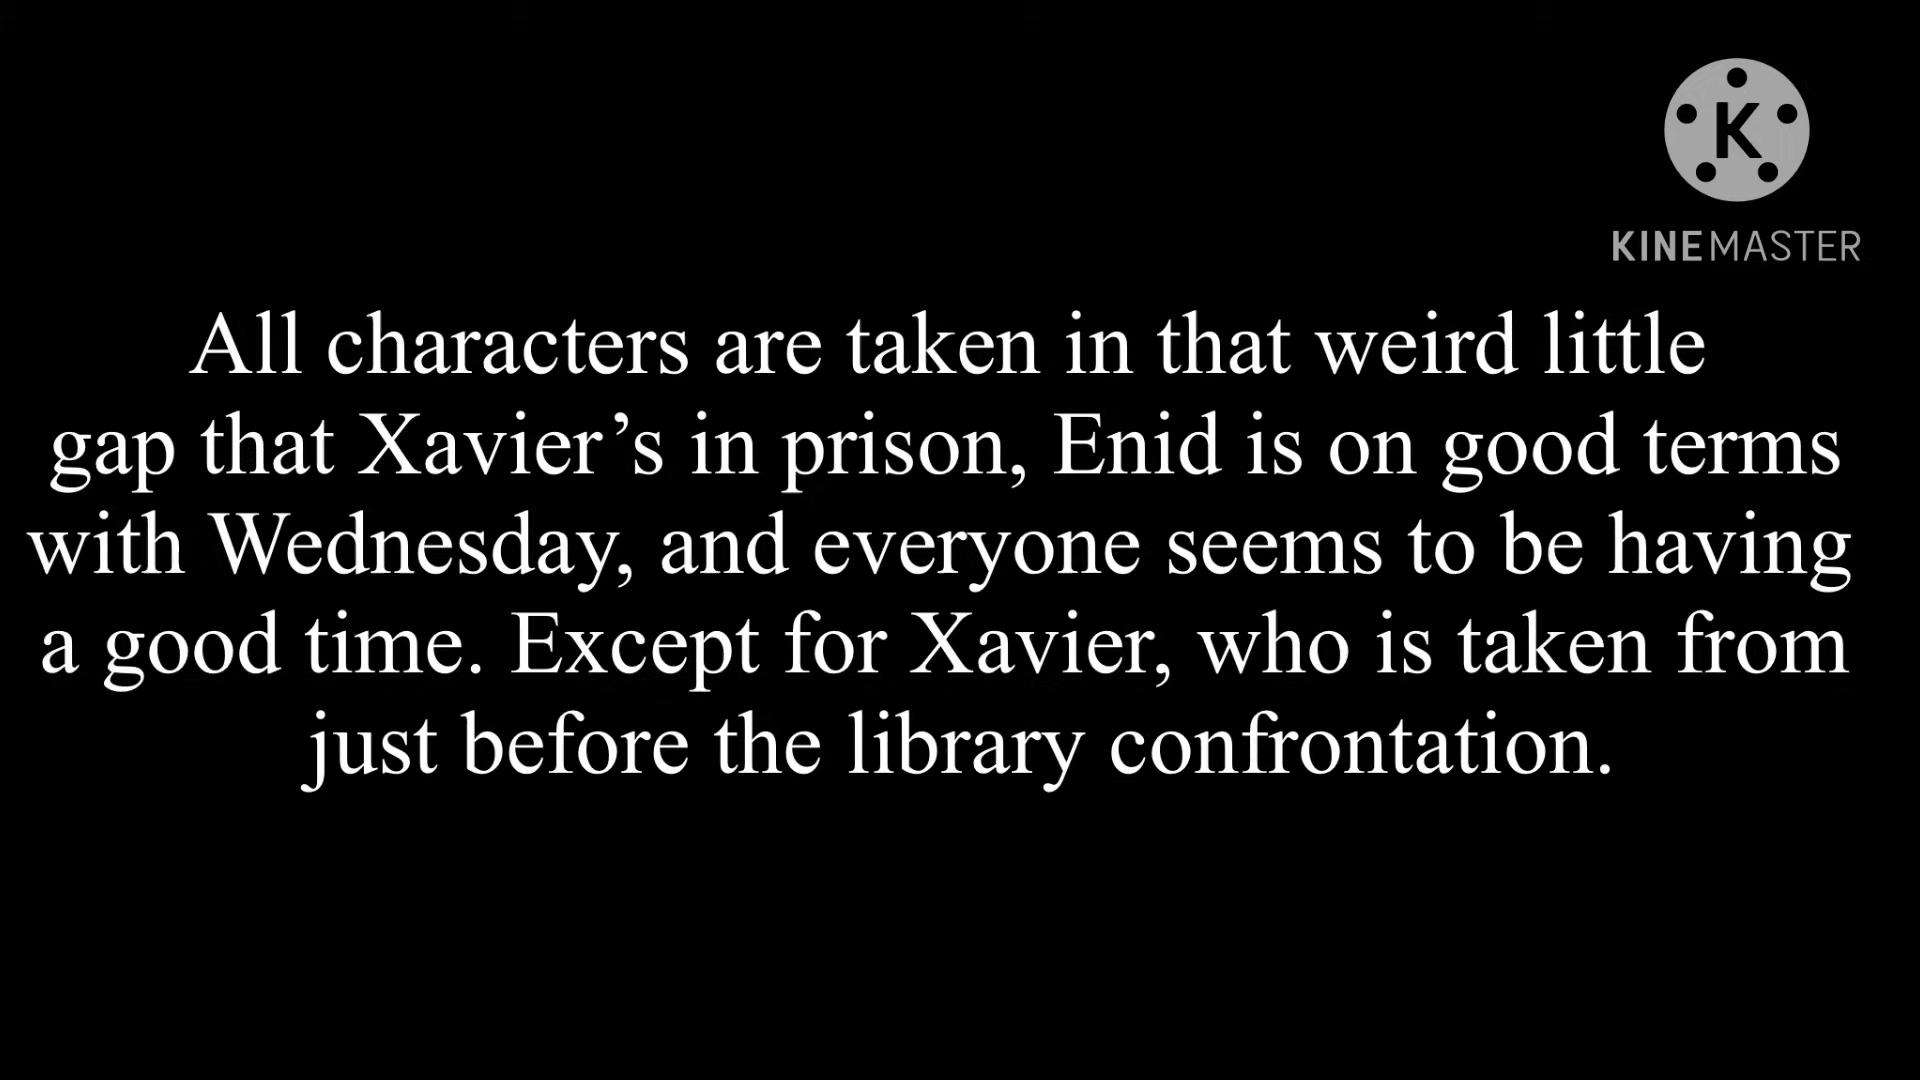 K
KINEMASTER
All characters are taken in that weird little
gap that Xavier’s in prison, Enid is on good terms
with Wednesday, and everyone seems to be having
a good time. Except for Xavier, who is taken from
just before the library confrontation.